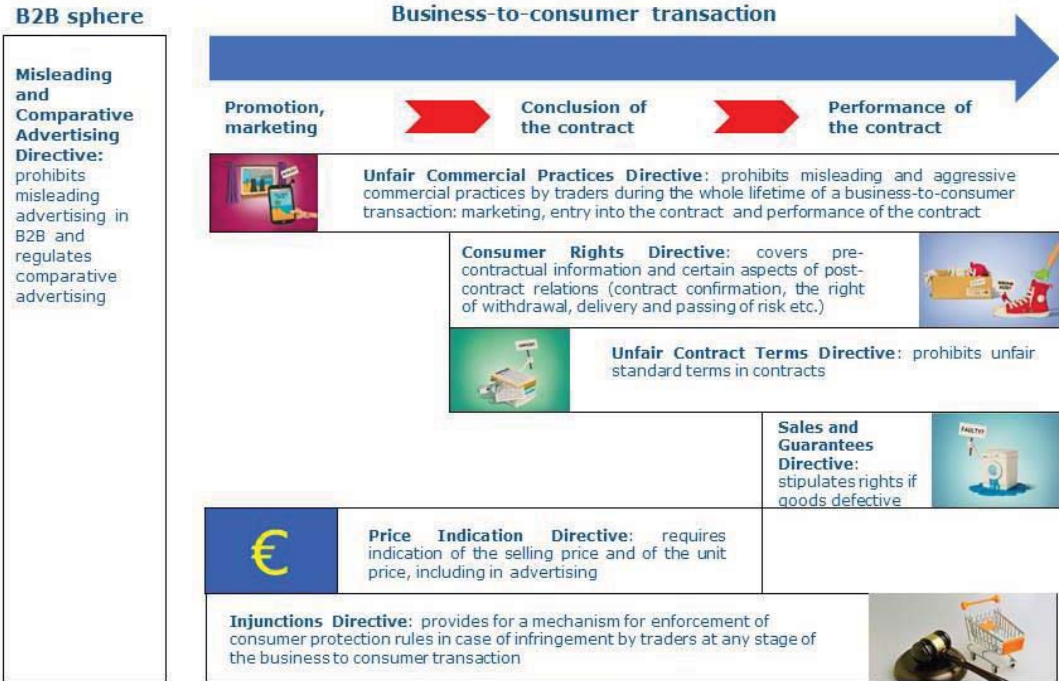 B2B sphere
Business-to-consumer transaction
Misleading
and
Comparative
Advertising
Directive:
prohibits
misleading
advertising in
B2B and
regulates
comparative
advertising
Promotion,
marketing
Conclusion of
the contract
Performance of
the contract
Unfair Commercial Practices Directive: prohibits misleading and aggressive
commercial practices by traders during the whole lifetime of a business-to-consumer
transaction: marketing, entry into the contract and performance of the contract
Consumer Rights Directive: covers pre-
contractual information and certain aspects of post-
contract relations (contract confirmation, the right
of withdrawal, delivery and passing of risk etc.)
Unfair Contract Terms Directive: prohibits unfair
standard terms in contracts
Sales and
Guarantees
Directive:
stipulates rights if
goods defective
FAULTY?
€
Price Indication Directive: requires
indication of the selling price and of the unit
price, including in advertising
Injunctions Directive: provides for a mechanism for enforcement of
consumer protection rules in case of infringement by traders at any stage of
the business to consumer transaction